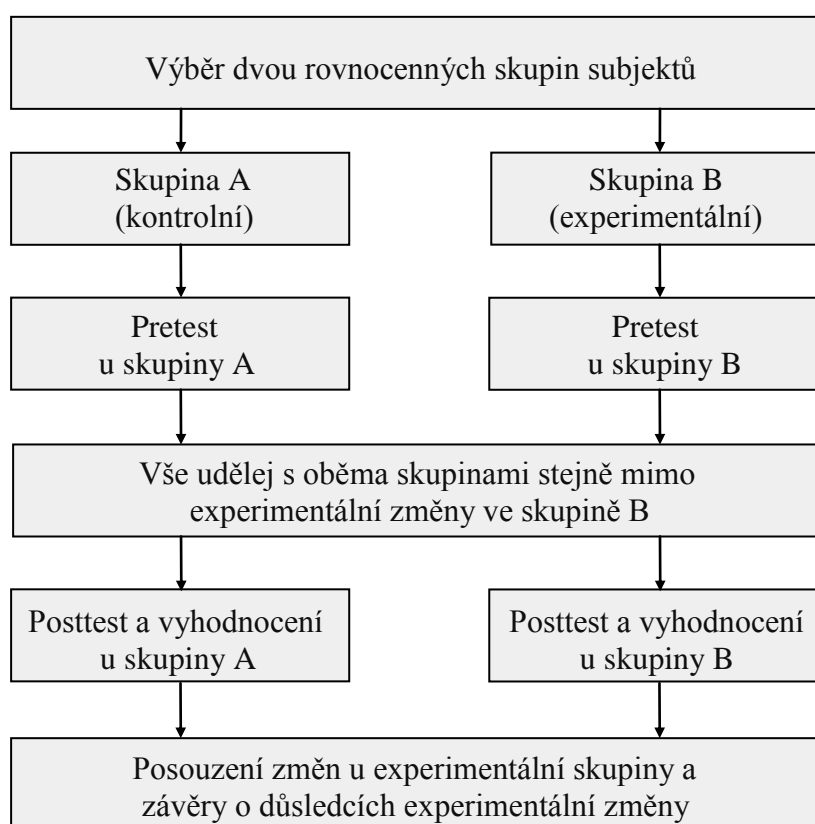 Výběr dvou rovnocenných skupin subjektů
Skupina A
(kontrolní)
Skupina B
(experimentální)
Pretest
u skupiny A
Pretest
u skupiny B
Vše udělej s oběma skupinami stejně mimo
experimentální změny ve skupině B
Posttest a vyhodnocení
u skupiny A
Posttest a vyhodnocení
u skupiny B
Posouzení změn u experimentální skupiny a
závěry o důsledcích experimentální změny